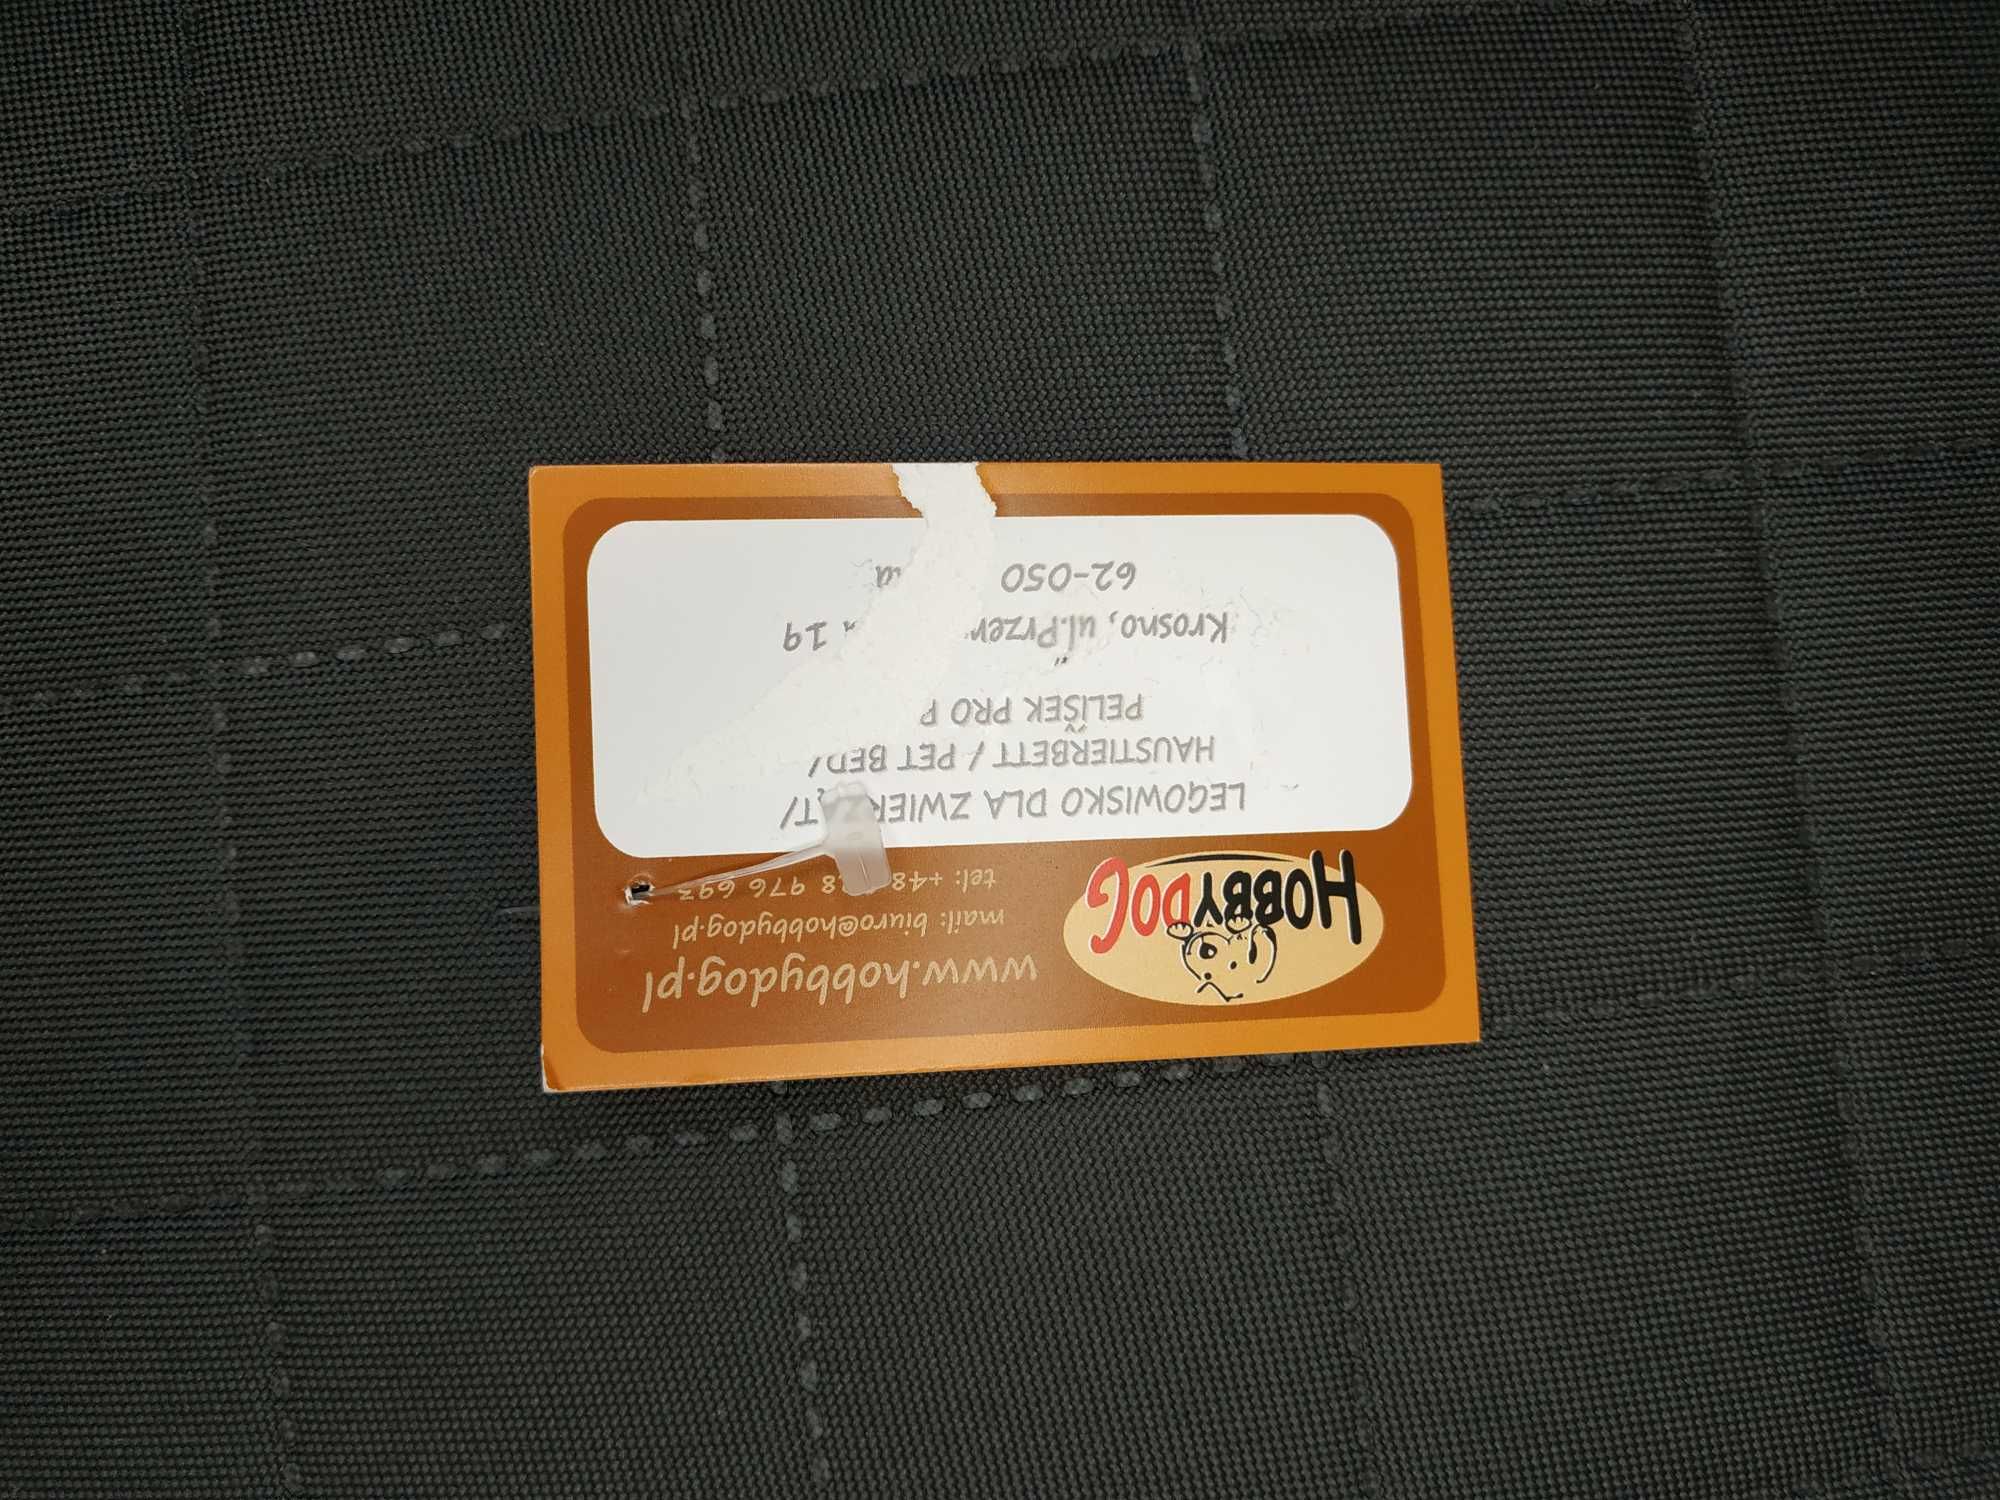 HOBBYDOG
www.hobbydog.pl
mail: biuro@hobbydog.pl
tel: +48 976 693
LEGOWISKO DLA ZWIERZĄT/
HAUSTIERBETT / PET BED/
PELÍŠEK PRO P
"
Krosno, ul.Przem 19
62-050